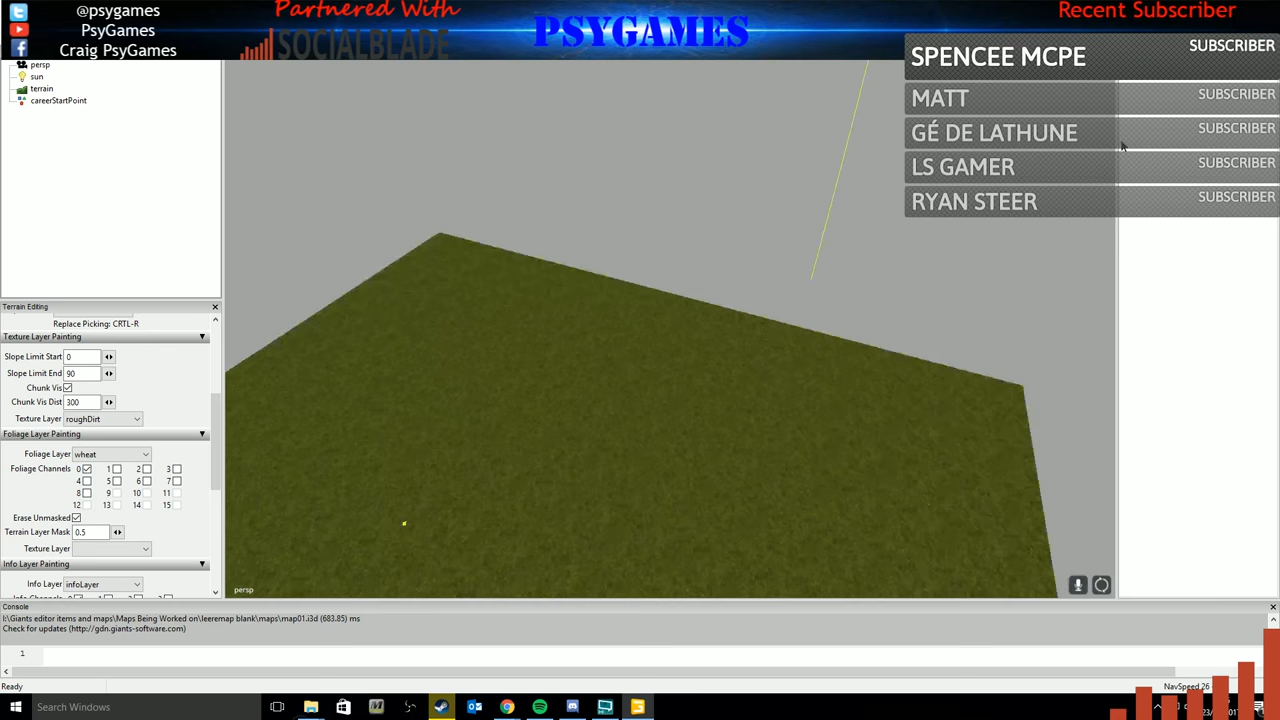 @psygames
PsyGames
Craig PsyGames
Partnered With
SOCIALBLADE
PSYGAMES
Recent Subscriber
SPENCEE MCPE SUBSCRIBER
MATT SUBSCRIBER
GÉ DE LATHUNE SUBSCRIBER
LS GAMER SUBSCRIBER
RYAN STEER SUBSCRIBER
persp
sun
terrain
careerStartPoint
Terrain Editing
Replace Picking: CRTL-R
Texture Layer Painting
Slope Limit Start 0
Slope Limit End 90
Chunk Vis
Chunk Vis Dist 300
Texture Layer roughDirt
Foliage Layer Painting
Foliage Layer wheat
Foliage Channels 0 1 2 3
4 5 6 7
8 9 10 11
12 13 14 15
Erase Unmasked
Terrain Layer Mask 0.5
Texture Layer
Info Layer Painting
Info Layer infoLayer
persp
Console
I:\Giants editor items and maps\Maps Being Worked on\leeremap blank\maps\map01.i3d (683.85) ms
Check for updates (http://gdn.giants-software.com)
1
Ready
NavSpeed 26
Search Windows